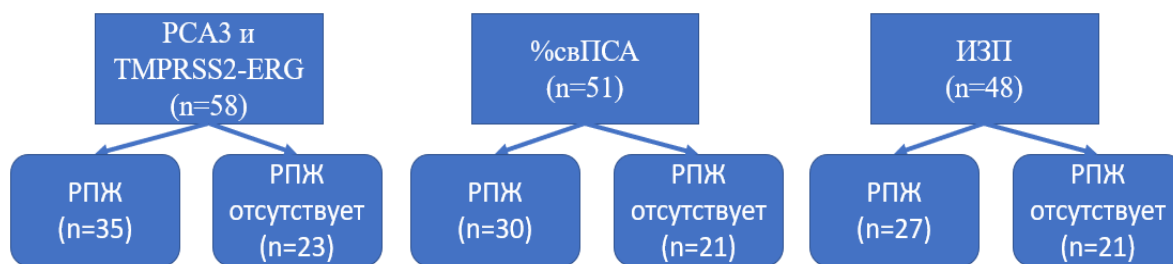 PCA3 и
TMPRSS2-ERG
(n=58)
%свПСА
(n=51)
ИЗП
(n=48)
РПЖ
(n=35)
РПЖ
отсутствует
(n=23)
РПЖ
(n=30)
РПЖ
отсутствует
(n=21)
РПЖ
(n=27)
РПЖ
отсутствует
(n=21)